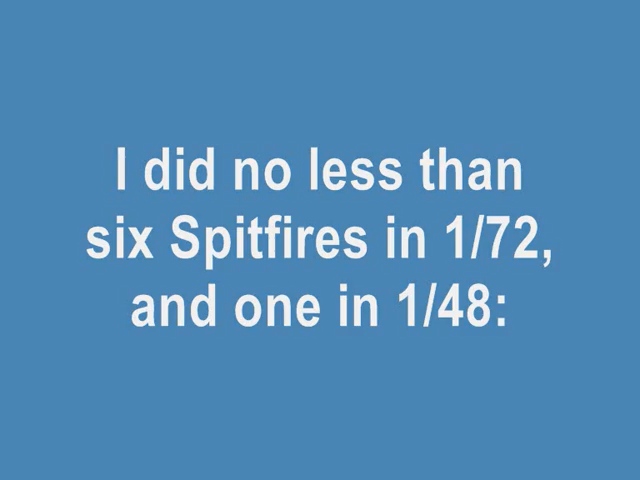 I did no less than
six Spitfires in 1/72,
and one in 1/48: